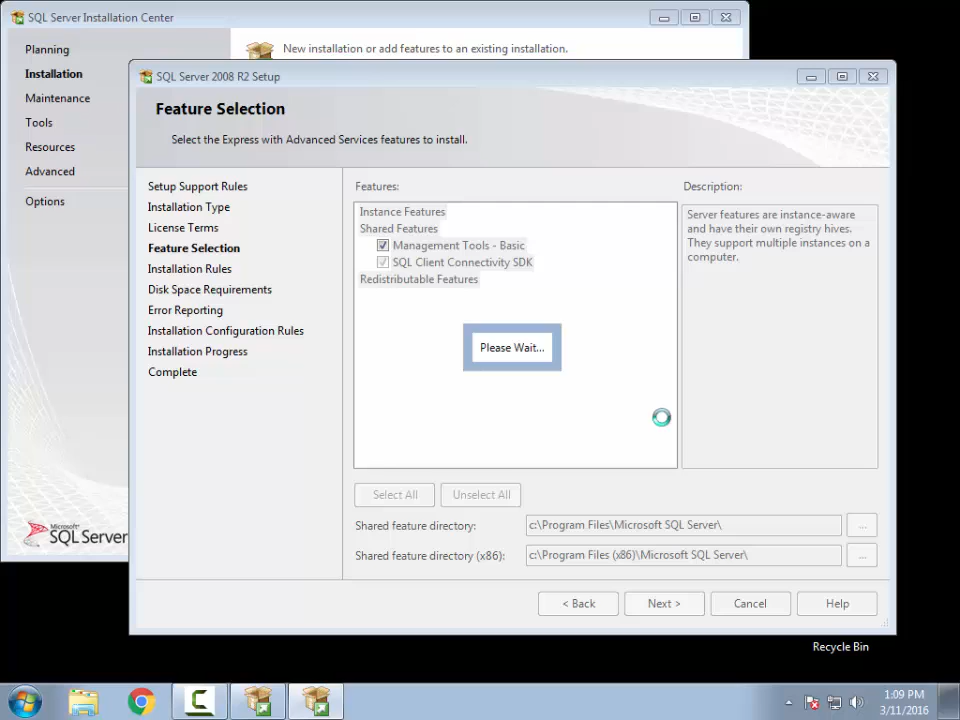 SQL Server Installation Center
Planning
Installation
Maintenance
Tools
Resources
Advanced
Options
Microsoft
SQL Server
New installation or add features to an existing installation.
SQL Server 2008 R2 Setup
Feature Selection
Select the Express with Advanced Services features to install.
Setup Support Rules
Installation Type
License Terms
Feature Selection
Installation Rules
Disk Space Requirements
Error Reporting
Installation Configuration Rules
Installation Progress
Complete
Features:
Instance Features
Shared Features
Management Tools - Basic
SQL Client Connectivity SDK
Redistributable Features
Please Wait...
Description:
Server features are instance-aware
and have their own registry hives.
They support multiple instances on a
computer.
Select All
Unselect All
Shared feature directory:
c:\Program Files\Microsoft SQL Server\
...
Shared feature directory (x86):
c:\Program Files (x86)\Microsoft SQL Server\
...
< Back
Next >
Cancel
Help
Recycle Bin
1:09 PM
3/11/2016